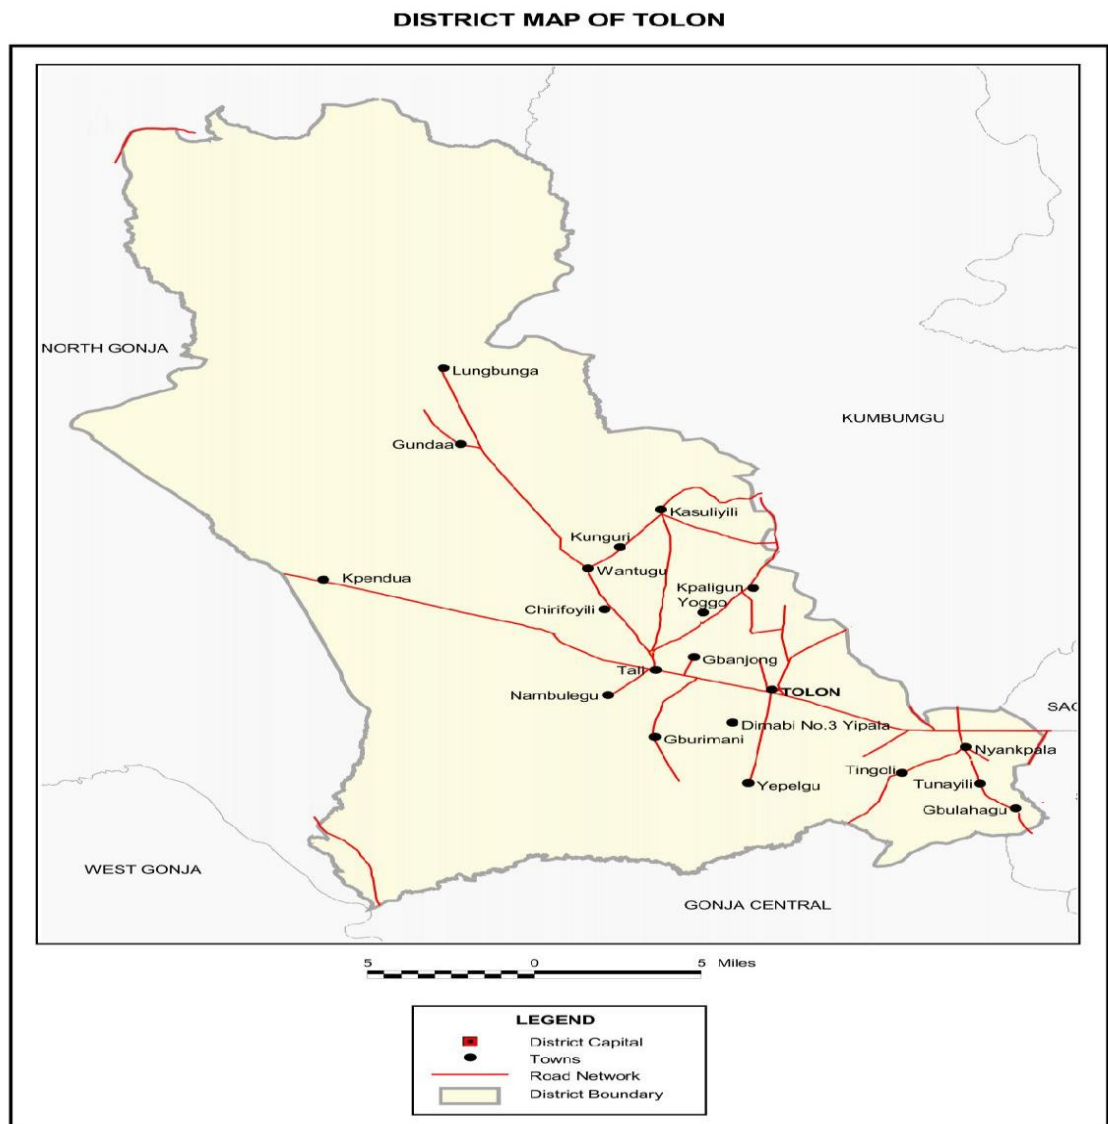 DISTRICT MAP OF TOLON
NORTH GONJA
Lungbunga
KUMBUMGU
Gundaa
Kasuliyili
Kunguri
Wantugu
Kpendua
Kpaligun
Yoggo
Chirifoyili
Gbanjong
Tali
TOLON
Nambulegu
SAG
Dimabi No.3 Yipala
Gburimani
Nyankpala
Tingoli
Yepelgu
Tunayili
Gbulahagu
WEST GONJA
GONJA CENTRAL
5 0 5 Miles
LEGEND
District Capital
Towns
Road Network
District Boundary